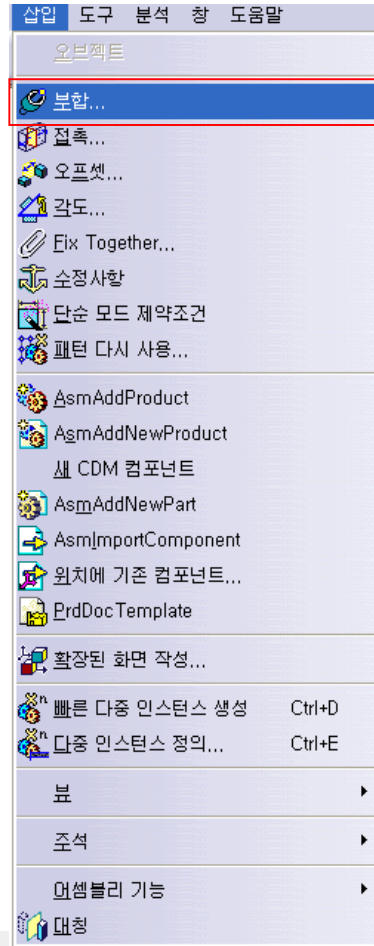 삽입 도구 분석 창 도움말
오브젝트
부합...
접촉...
오프셋...
각도...
Fix Together...
수정사항
단순 모드 제약조건
패턴 다시 사용...
AsmAddProduct
AsmAddNewProduct
새 CDM 컴포넌트
AsmAddNewPart
AsmImportComponent
위치에 기존 컴포넌트...
PrdDocTemplate
확장된 화면 작성...
빠른 다중 인스턴스 생성 Ctrl+D
다중 인스턴스 정의... Ctrl+E
뷰
주석
어셈블리 기능
대칭